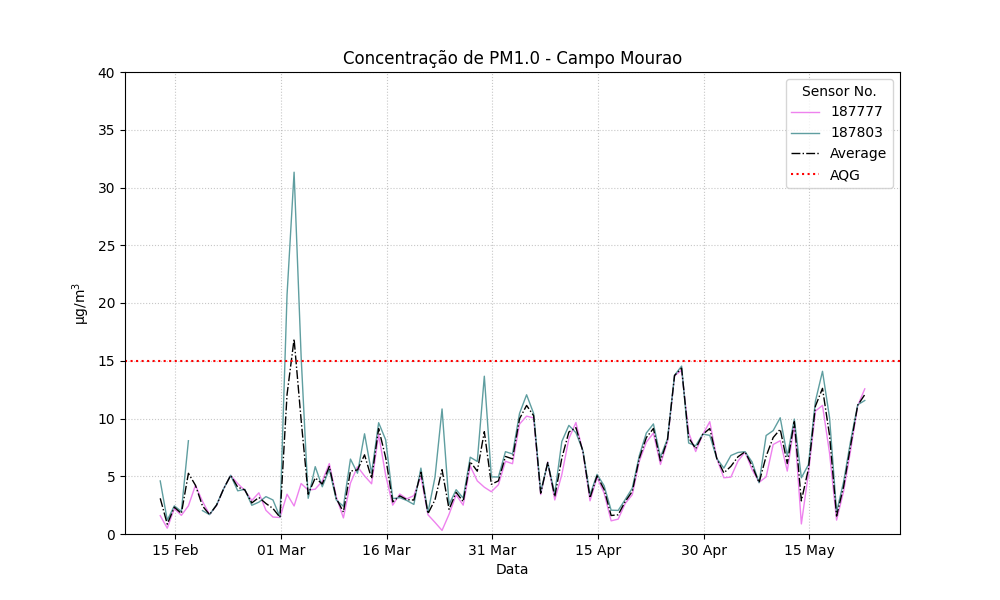 Concentração de PM1.0 - Campo Mourao
40
35
30
25
20
15
10
5
0
µg/m³
15 Feb
01 Mar
16 Mar
31 Mar
15 Apr
30 Apr
15 May
Data
Sensor No.
187777
187803
Average
AQG